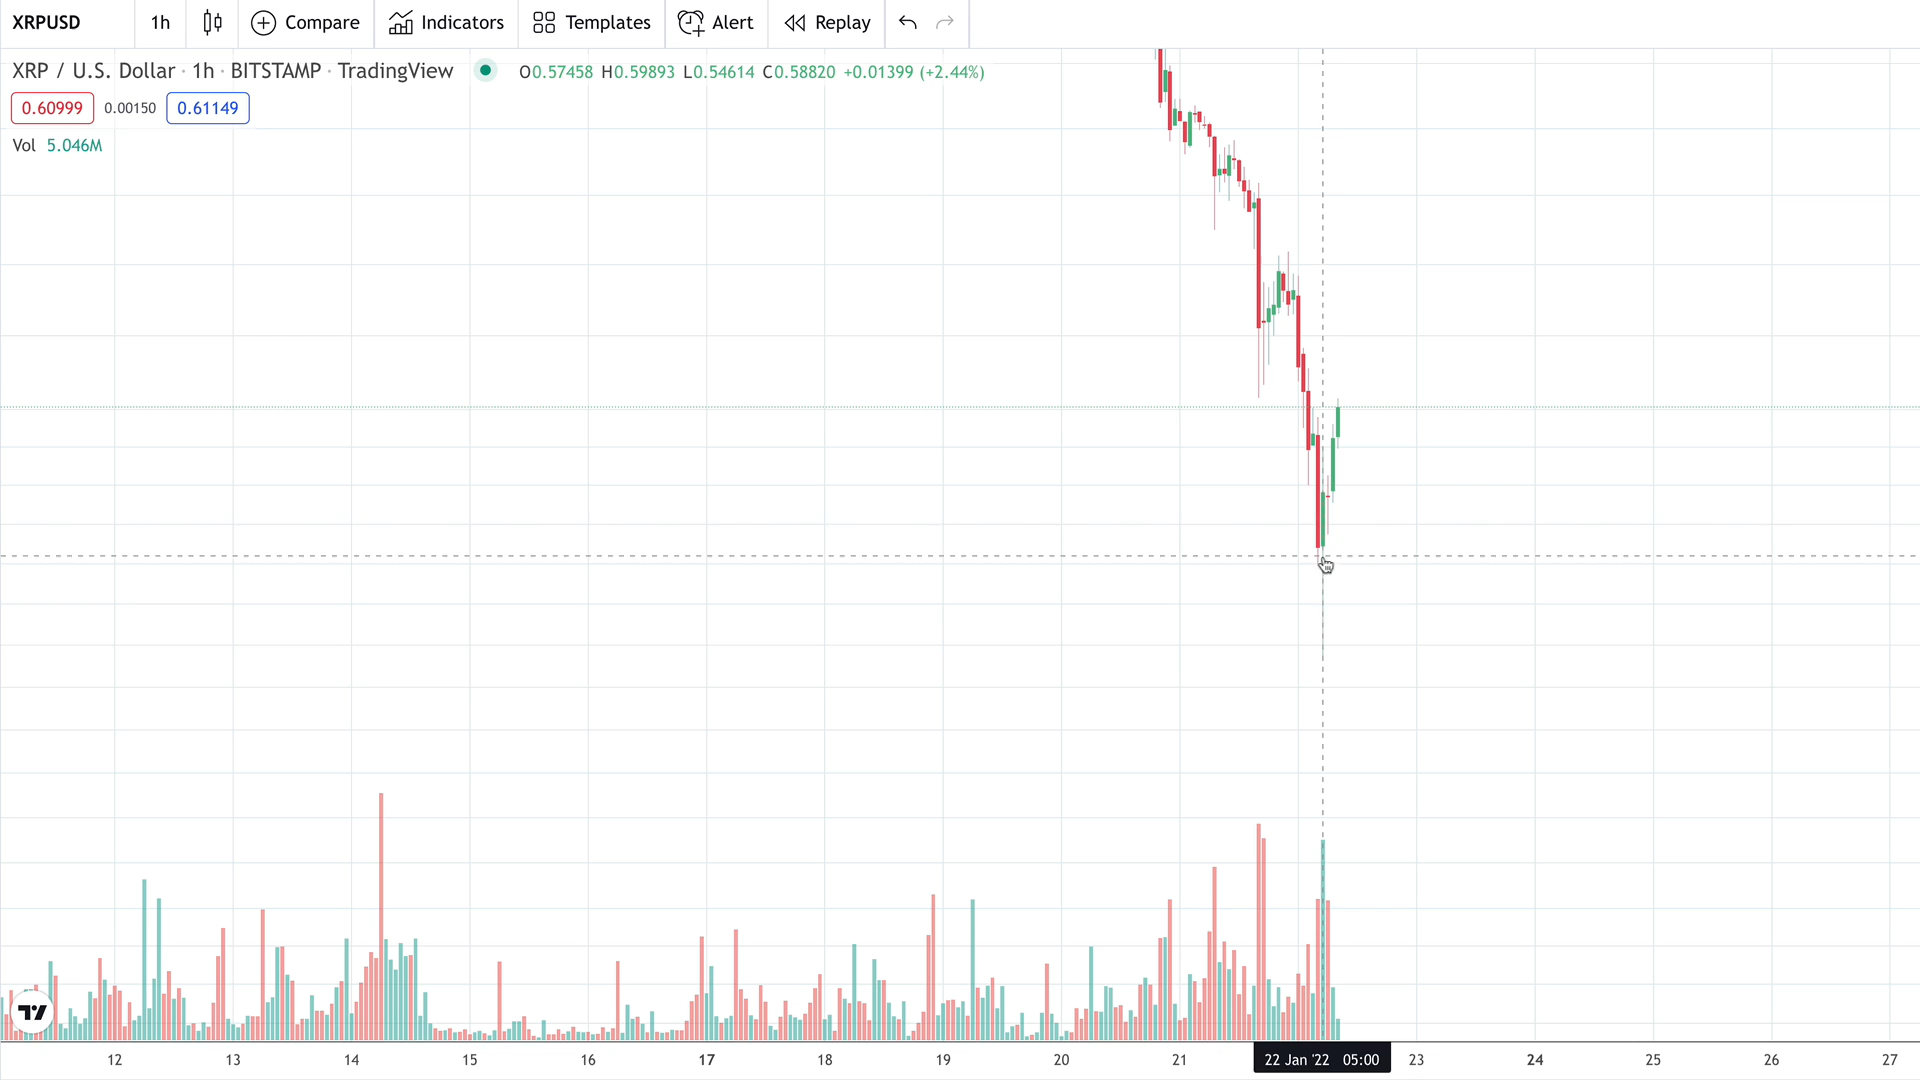 XRPUSD 1h Compare Indicators Templates Alert Replay
XRP / U.S. Dollar · 1h · BITSTAMP · TradingView O0.57458 H0.59893 L0.54614 C0.58820 +0.01399 (+2.44%)
0.60999 0.00150 0.61149
Vol 5.046M
12 13 14 15 16 17 18 19 20 21 22 Jan '22 05:00 23 24 25 26 27